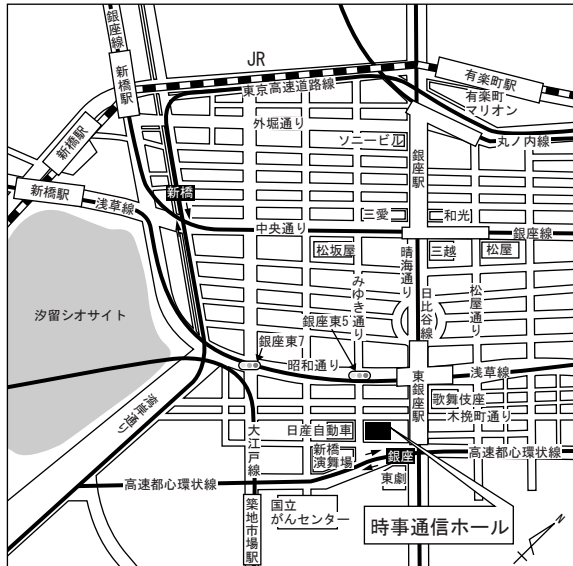 銀座線
新橋駅
JR
有楽町駅
東京高速道路線
有楽町
マリオン
外堀通り
新橋駅
ソニービル
銀座駅
丸ノ内線
新橋駅
浅草線
新橋
三愛
和光
中央通り
銀座線
松坂屋
晴海通り
三越
松屋
みゆき通り
日比谷線
松屋通り
汐留シオサイト
銀座東5
銀座東7
昭和通り
浅草線
東銀座駅
歌舞伎座
木挽町通り
海岸通り
大江戸線
日産自動車
新橋
演舞場
銀座
高速都心環状線
東劇
高速都心環状線
国立
がんセンター
築地市場駅
時事通信ホール
N